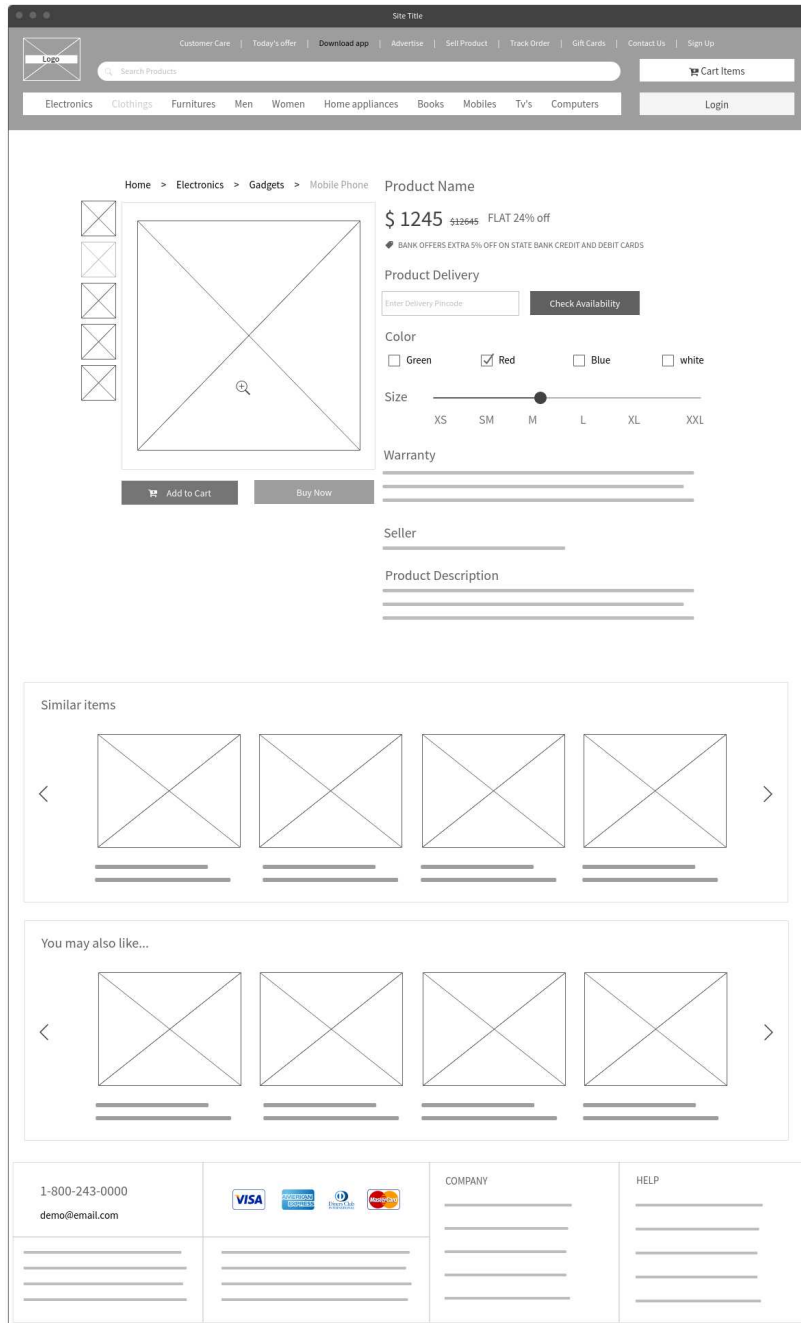 Site Title
Customer Care | Today's offer | Download app | Advertise | Sell Product | Track Order | Gift Cards | Contact Us | Sign Up
Logo
Search Products
Cart Items
Electronics Clothings Furnitures Men Women Home appliances Books Mobiles Tv's Computers
Login
Home > Electronics > Gadgets > Mobile Phone
Product Name
$ 1245 $12645 FLAT 24% off
BANK OFFERS EXTRA 5% OFF ON STATE BANK CREDIT AND DEBIT CARDS
Product Delivery
Enter Delivery Pincode
Check Availability
Color
Green Red Blue white
Size
XS SM M L XL XXL
Warranty
Add to Cart
Buy Now
Seller
Product Description
Similar items
You may also like...
1-800-243-0000
demo@email.com
VISA
AMERICAN EXPRESS
Diners Club
MasterCard
COMPANY
HELP